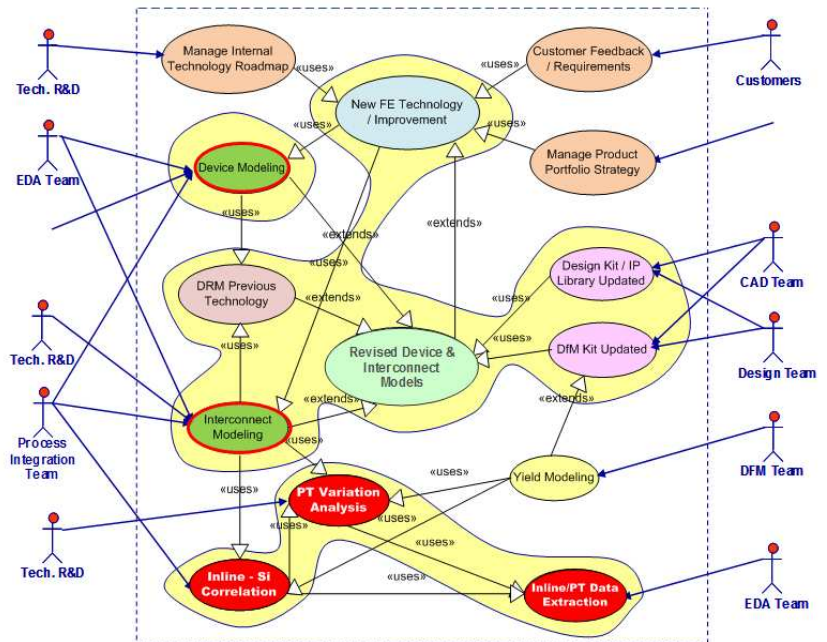 Manage Internal
Technology Roadmap
Customer Feedback
/ Requirements
Tech. R&D
Customers
«uses»
«uses»
New FE Technology
/ Improvement
«uses»
«uses»
EDA Team
Device Modeling
Manage Product
Portfolio Strategy
«uses»
«extends»
«extends»
«uses»
DRM Previous
Technology
«extends»
Design Kit / IP
Library Updated
CAD Team
«uses»
«uses»
Tech. R&D
«uses»
Revised Device &
Interconnect
Models
DfM Kit Updated
Design Team
Process
Integration
Team
Interconnect
Modeling
«extends»
«uses»
«extends»
«uses»
«uses»
Yield Modeling
DFM Team
PT Variation
Analysis
Tech. R&D
«uses»
«uses»
«uses»
Inline - Si
Correlation
«uses»
Inline/PT Data
Extraction
EDA Team